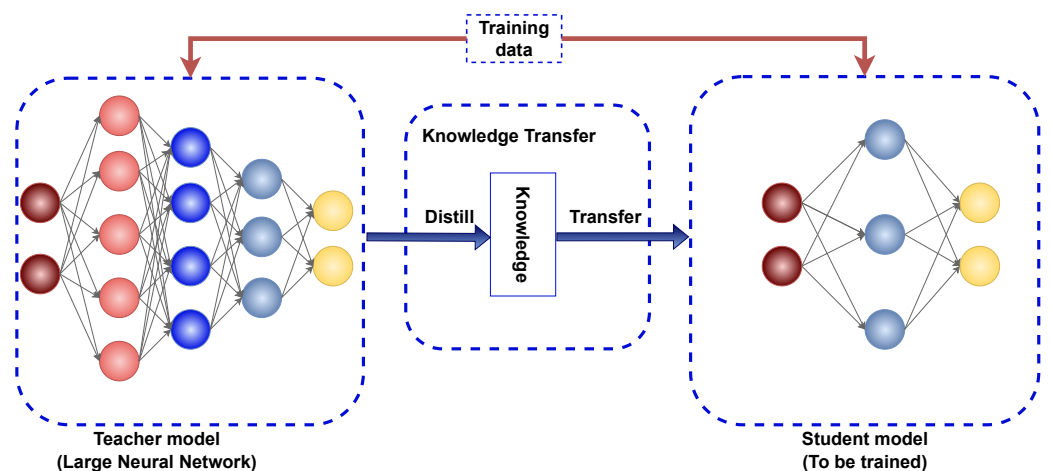 Training
data
Knowledge Transfer
Distill
Knowledge
Transfer
Teacher model
(Large Neural Network)
Student model
(To be trained)